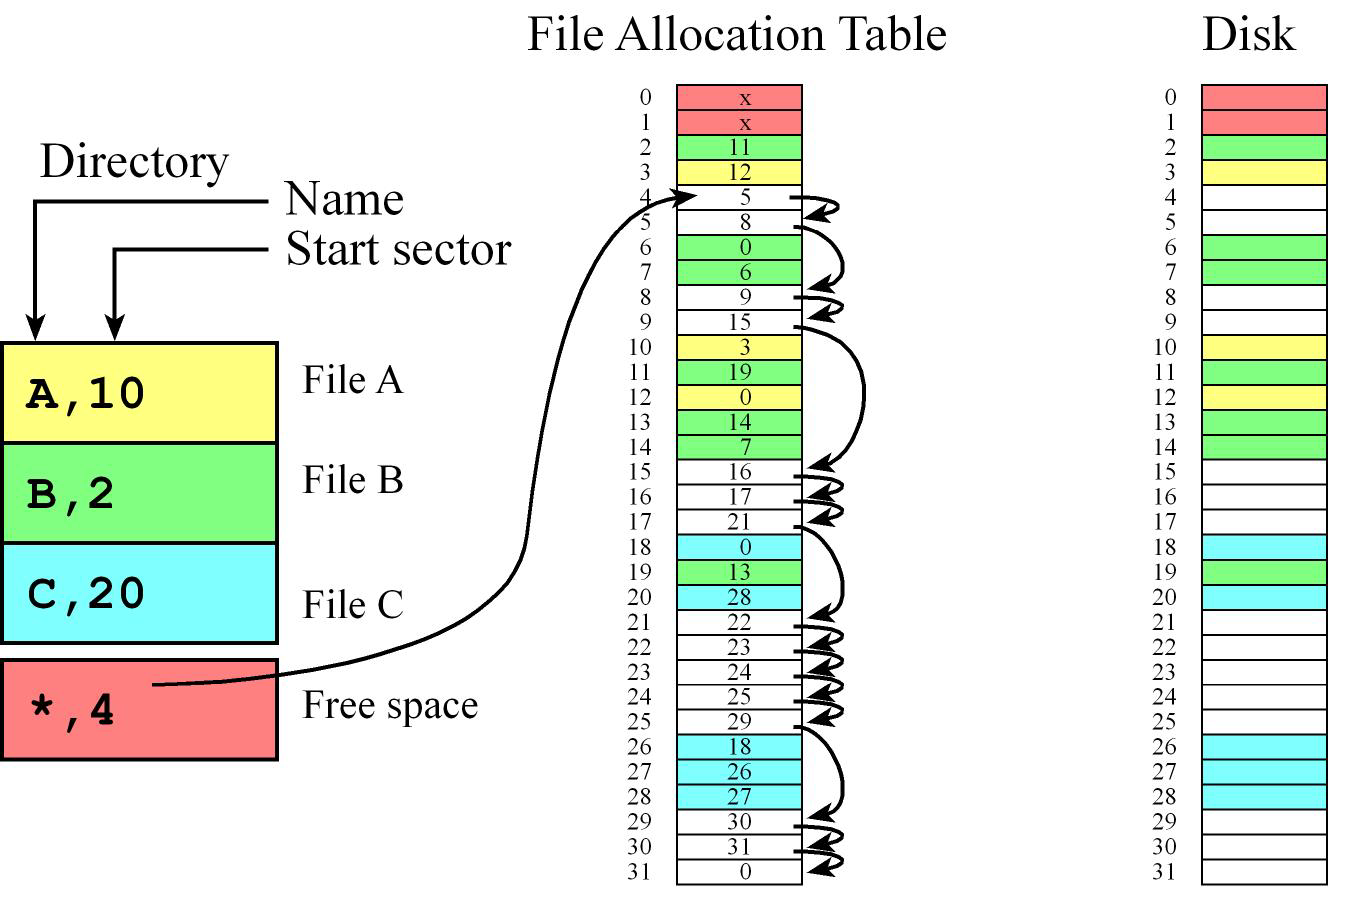 File Allocation Table
Disk
Directory
Name
Start sector
A,10
File A
B,2
File B
C,20
File C
*,4
Free space
0 x 0
1 x 1
2 11 2
3 12 3
4 5 4
5 8 5
6 0 6
7 6 7
8 9 8
9 15 9
10 3 10
11 19 11
12 0 12
13 14 13
14 7 14
15 16 15
16 17 16
17 21 17
18 0 18
19 13 19
20 28 20
21 22 21
22 23 22
23 24 23
24 25 24
25 29 25
26 18 26
27 26 27
28 27 28
29 30 29
30 31 30
31 0 31